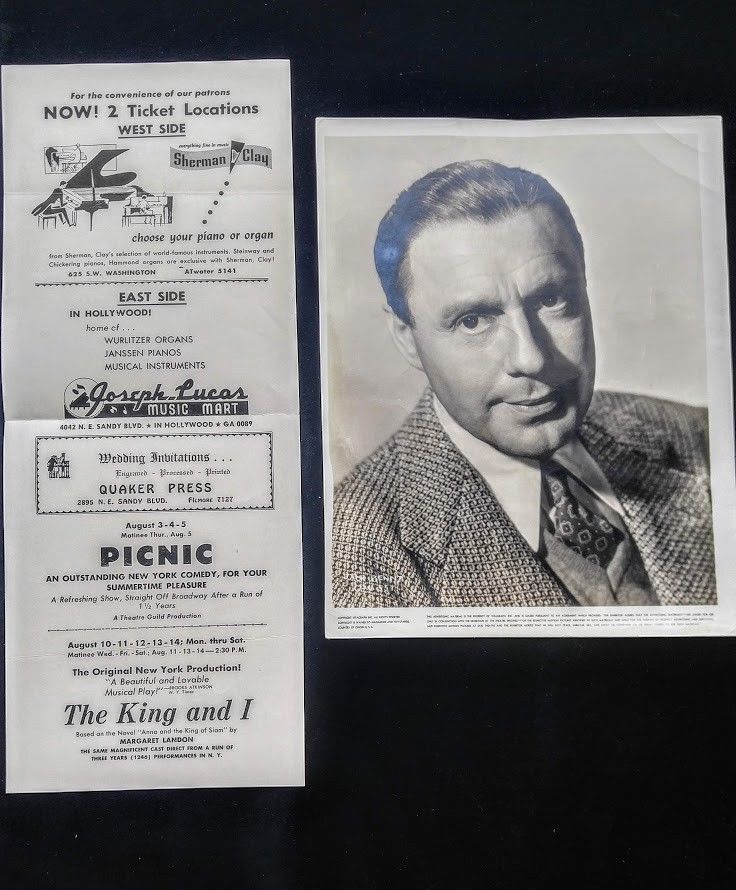 For the convenience of our patrons
NOW! 2 Ticket Locations
WEST SIDE
everything fine in music
Sherman Clay
choose your piano or organ
from Sherman, Clay's selection of world-famous instruments. Steinway and
Chickering pianos, Hammond organs are exclusive with Sherman, Clay!
625 S.W. WASHINGTON ATwater 5141
EAST SIDE
IN HOLLYWOOD!
home of...
WURLITZER ORGANS
JANSSEN PIANOS
MUSICAL INSTRUMENTS
Joseph-Lucas
MUSIC MART
4042 N. E. SANDY BLVD. ★ IN HOLLYWOOD ★ GA 0089
Wedding Invitations...
Engraved - Processed - Printed
QUAKER PRESS
2895 N. E. SANDY BLVD. FILMORE 7127
August 3-4-5
Matinee Thur., Aug. 5
PICNIC
AN OUTSTANDING NEW YORK COMEDY, FOR YOUR
SUMMERTIME PLEASURE
A Refreshing Show, Straight Off Broadway After a Run of
1½ Years
A Theatre Guild Production
August 10-11-12-13-14; Mon. thru Sat.
Matinee Wed. - Fri. - Sat.; Aug. 11-13-14—2:30 P.M.
The Original New York Production!
"A Beautiful and Lovable
Musical Play!"—BROOKS ATKINSON
N. Y. Times
The King and I
Based on the Novel "Anna and the King of Siam" by
MARGARET LANDON
THE SAME MAGNIFICENT CAST DIRECT FROM A RUN OF
THREE YEARS (1246) PERFORMANCES IN N. Y.